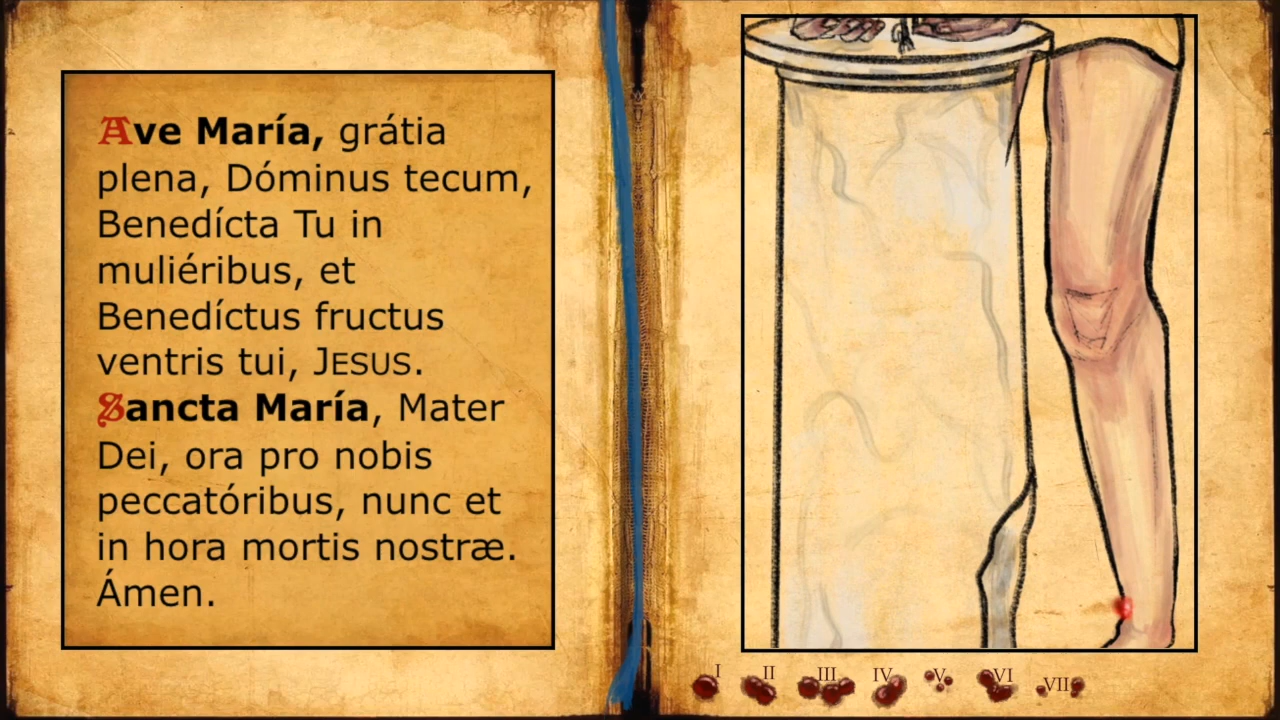 Ave María, grátia
plena, Dóminus tecum,
Benedícta Tu in
muliéribus, et
Benedíctus fructus
ventris tui, JESUS.
Sancta María, Mater
Dei, ora pro nobis
peccatóribus, nunc et
in hora mortis nostræ.
Ámen.
I II III IV V VI VII